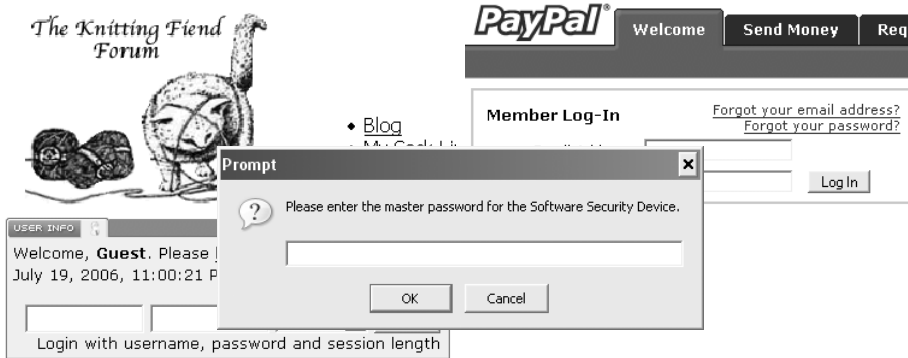 The Knitting Fiend
Forum
Blog
USER INFO
Welcome, Guest. Please
July 19, 2006, 11:00:21 P
Login with username, password and session length
PayPal®
Welcome
Send Money
Req
Member Log-In
Forgot your email address?
Forgot your password?
Log In
Prompt
Please enter the master password for the Software Security Device.
OK
Cancel